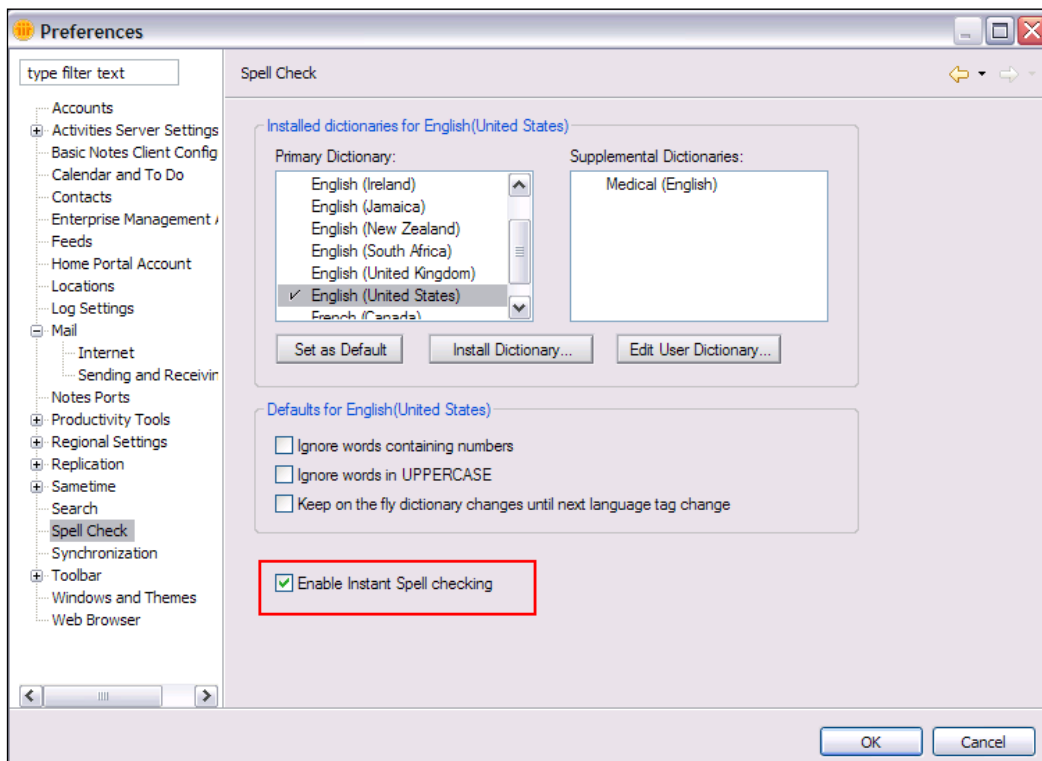 Preferences
type filter text
Accounts
Activities Server Settings
Basic Notes Client Config
Calendar and To Do
Contacts
Enterprise Management
Feeds
Home Portal Account
Locations
Log Settings
Mail
Internet
Sending and Receivin
Notes Ports
Productivity Tools
Regional Settings
Replication
Sametime
Search
Spell Check
Synchronization
Toolbar
Windows and Themes
Web Browser
Spell Check
Installed dictionaries for English(United States)
Primary Dictionary:
English (Ireland)
English (Jamaica)
English (New Zealand)
English (South Africa)
English (United Kingdom)
English (United States)
French (Canada)
Supplemental Dictionaries:
Medical (English)
Set as Default Install Dictionary... Edit User Dictionary...
Defaults for English(United States)
Ignore words containing numbers
Ignore words in UPPERCASE
Keep on the fly dictionary changes until next language tag change
Enable Instant Spell checking
OK Cancel